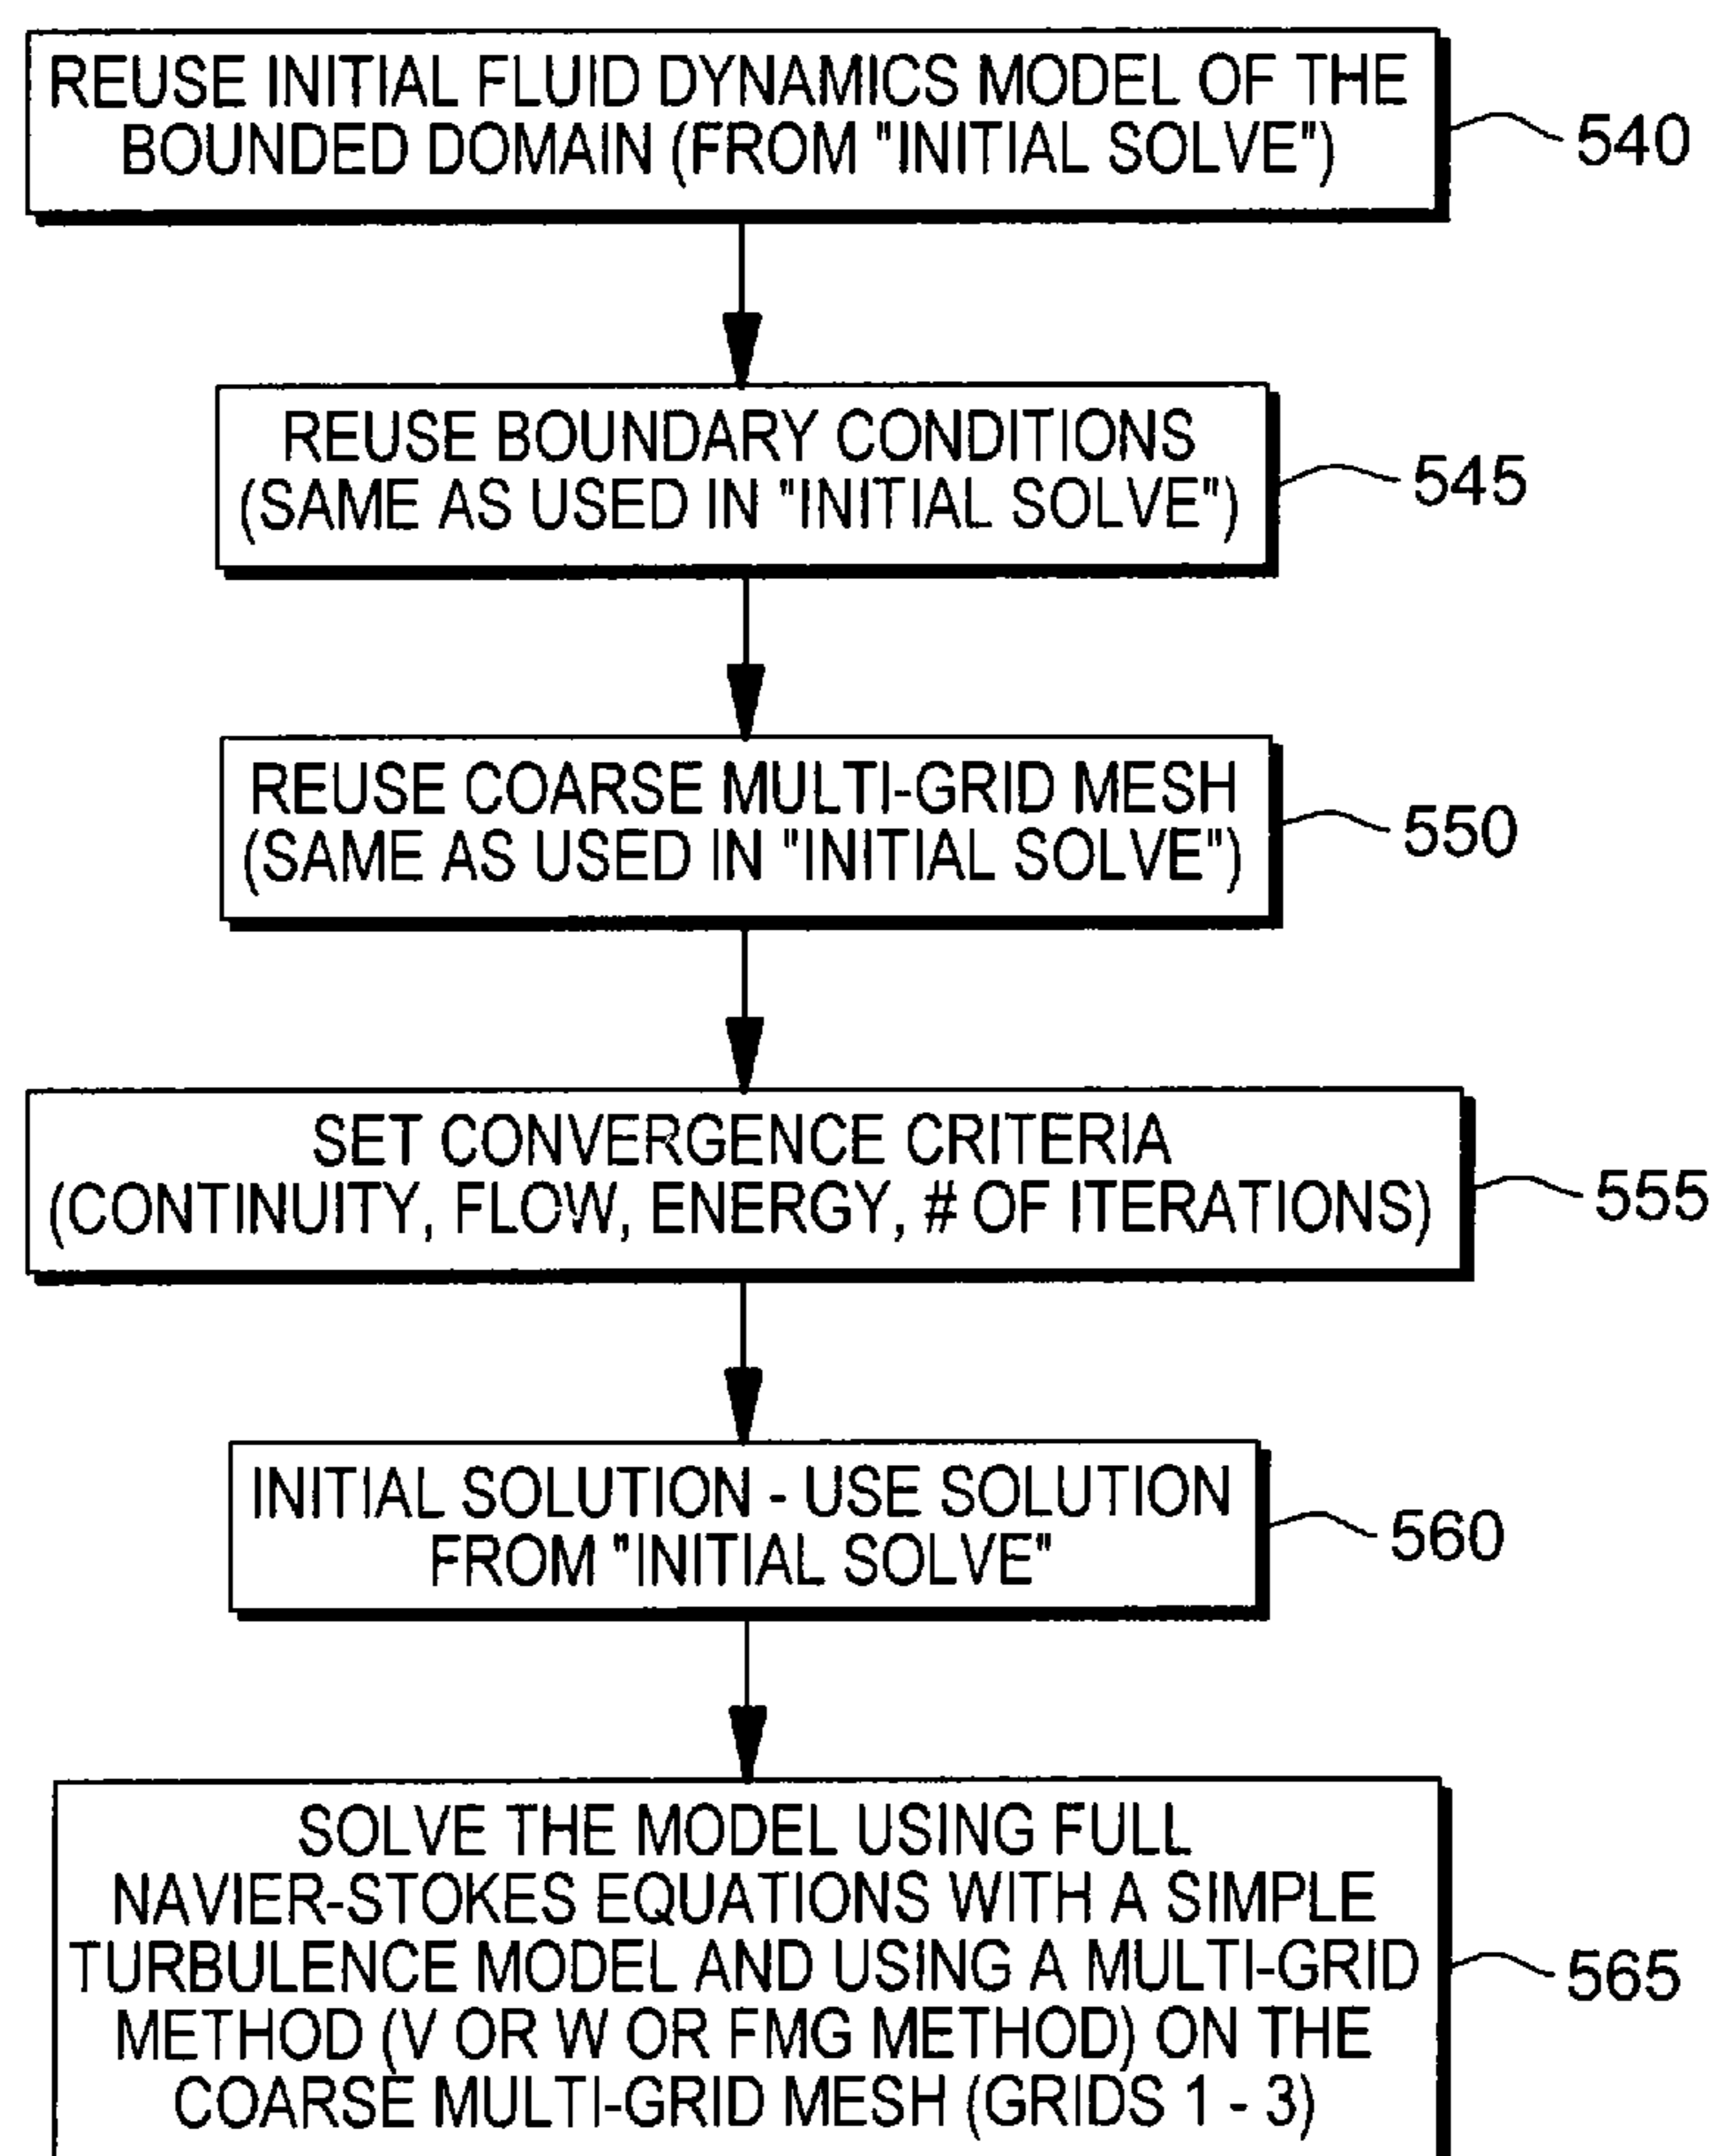 REUSE INITIAL FLUID DYNAMICS MODEL OF THE
BOUNDED DOMAIN (FROM "INITIAL SOLVE")
540
REUSE BOUNDARY CONDITIONS
(SAME AS USED IN "INITIAL SOLVE")
545
REUSE COARSE MULTI-GRID MESH
(SAME AS USED IN "INITIAL SOLVE")
550
SET CONVERGENCE CRITERIA
(CONTINUITY, FLOW, ENERGY, # OF ITERATIONS)
555
INITIAL SOLUTION - USE SOLUTION
FROM "INITIAL SOLVE"
560
SOLVE THE MODEL USING FULL
NAVIER-STOKES EQUATIONS WITH A SIMPLE
TURBULENCE MODEL AND USING A MULTI-GRID
METHOD (V OR W OR FMG METHOD) ON THE
COARSE MULTI-GRID MESH (GRIDS 1 - 3)
565